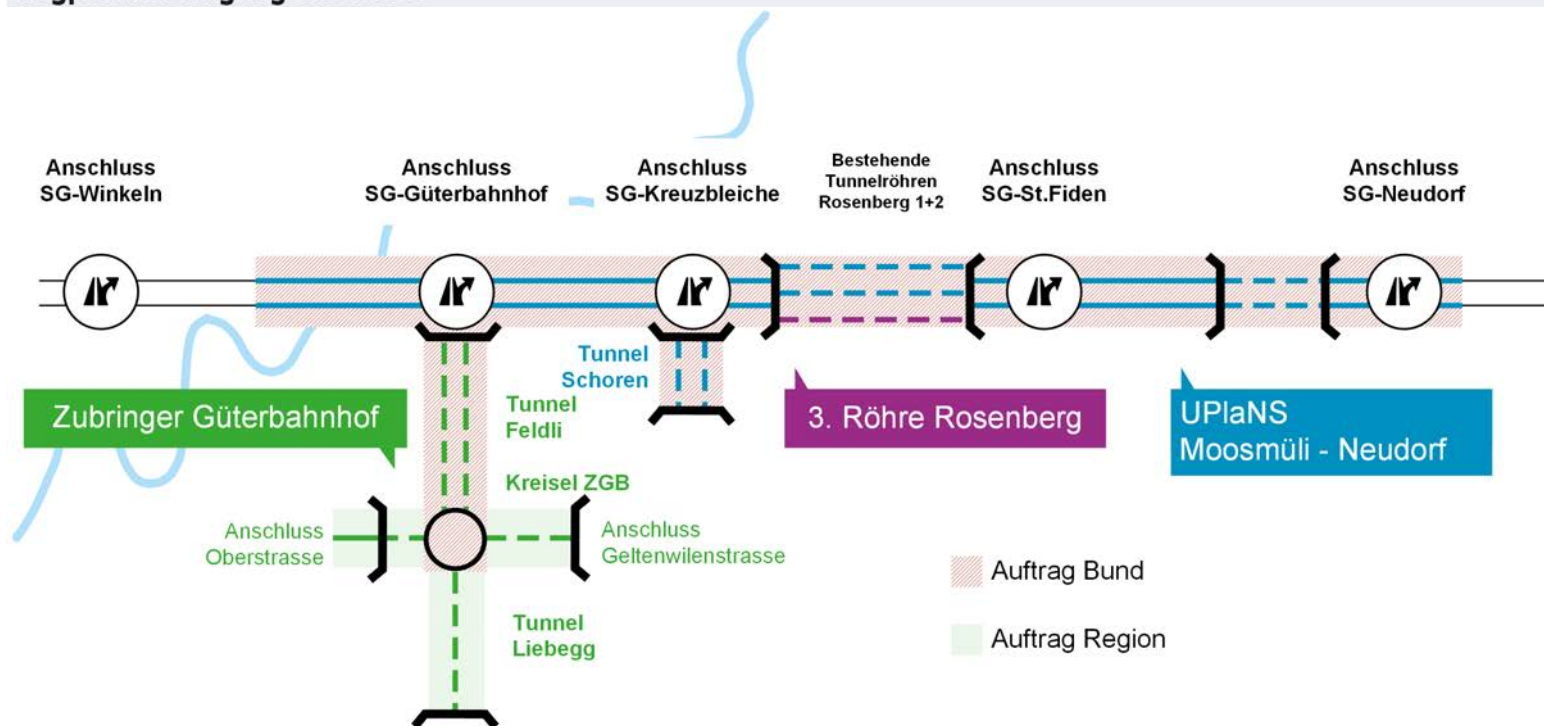 Anschluss
SG-Winkeln
Anschluss
SG-Güterbahnhof
Anschluss
SG-Kreuzbleiche
Bestehende
Tunnelröhren
Rosenberg 1+2
Anschluss
SG-St.Fiden
Anschluss
SG-Neudorf
Zubringer Güterbahnhof
Tunnel
Schoren
Tunnel
Feldli
3. Röhre Rosenberg
UPlaNS
Moosmüli - Neudorf
Kreisel ZGB
Anschluss
Oberstrasse
Anschluss
Geltenwilenstrasse
Tunnel
Liebegg
Auftrag Bund
Auftrag Region